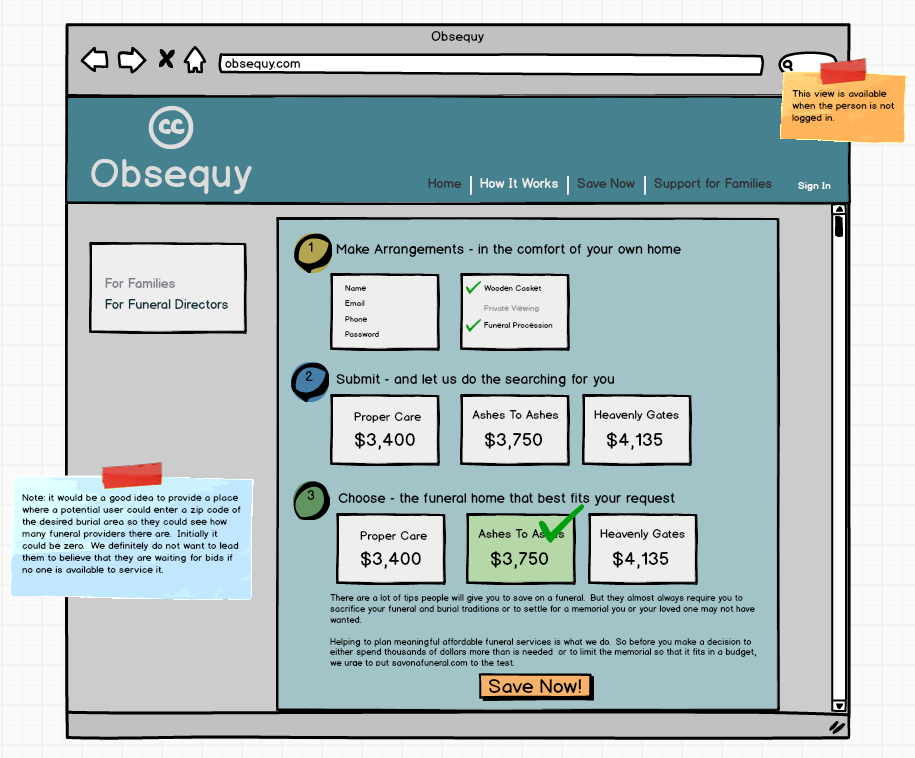 Obsequy
obsequy.com
This view is available
when the person is not
logged in.
cc
Obsequy
Home
How It Works
Save Now
Support for Families
Sign In
For Families
For Funeral Directors
1
Make Arrangements - in the comfort of your own home
Name
Email
Phone
Password
Wooden Casket
Private Viewing
Funeral Procession
2
Submit - and let us do the searching for you
Proper Care
$3,400
Ashes To Ashes
$3,750
Heavenly Gates
$4,135
Note: it would be a good idea to provide a place
where a potential user could enter a zip code of
the desired burial area so they could see how
many funeral providers there are. Initially it
could be zero. We definitely do not want to lead
them to believe that they are waiting for bids if
no one is available to service it.
3
Choose - the funeral home that best fits your request
Proper Care
$3,400
Ashes To Ashes
$3,750
Heavenly Gates
$4,135
There are a lot of tips people will give you to save on a funeral. But they almost always require you to
sacrifice your funeral and burial traditions or to settle for a memorial you or your loved one may not have
wanted.
Helping to plan meaningful affordable funeral services is what we do. So before you make a decision to
either spend thousands of dollars more than is needed or to limit the memorial so that it fits in a budget,
we urge to put savonafuneral.com to the test.
Save Now!